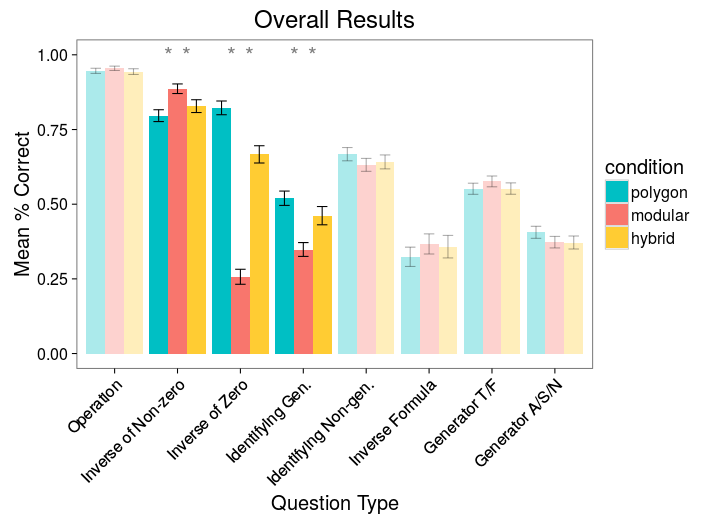 Overall Results
* * * * * *
Mean % Correct
1.00
0.75
0.50
0.25
0.00
Operation
Inverse of Non-zero
Inverse of Zero
Identifying Gen.
Identifying Non-gen.
Inverse Formula
Generator T/F
Generator A/S/N
Question Type
condition
polygon
modular
hybrid